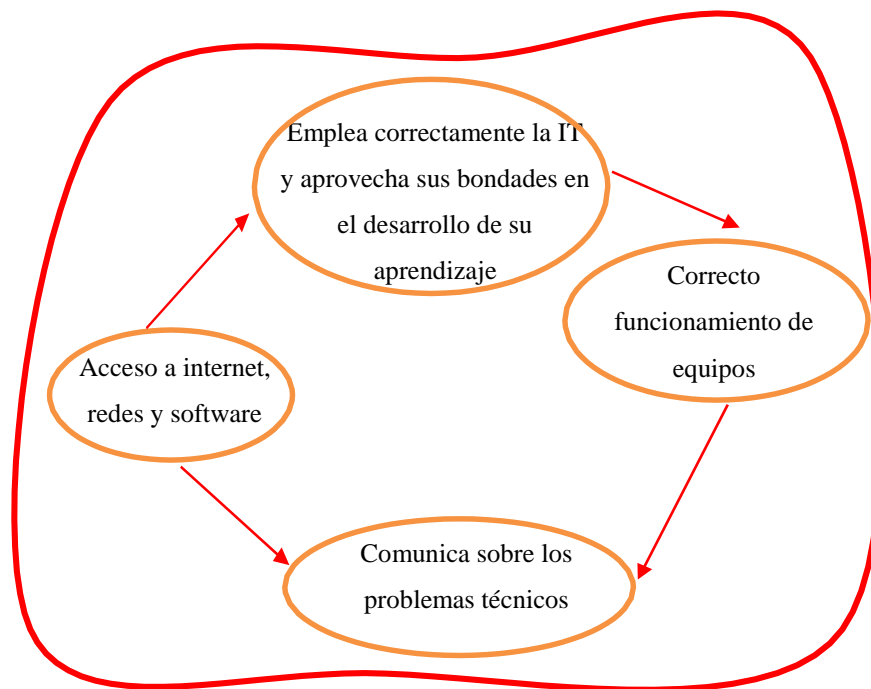 Emplea correctamente la IT
y aprovecha sus bondades en
el desarrollo de su
aprendizaje
Correcto
funcionamiento de
equipos
Acceso a internet,
redes y software
Comunica sobre los
problemas técnicos